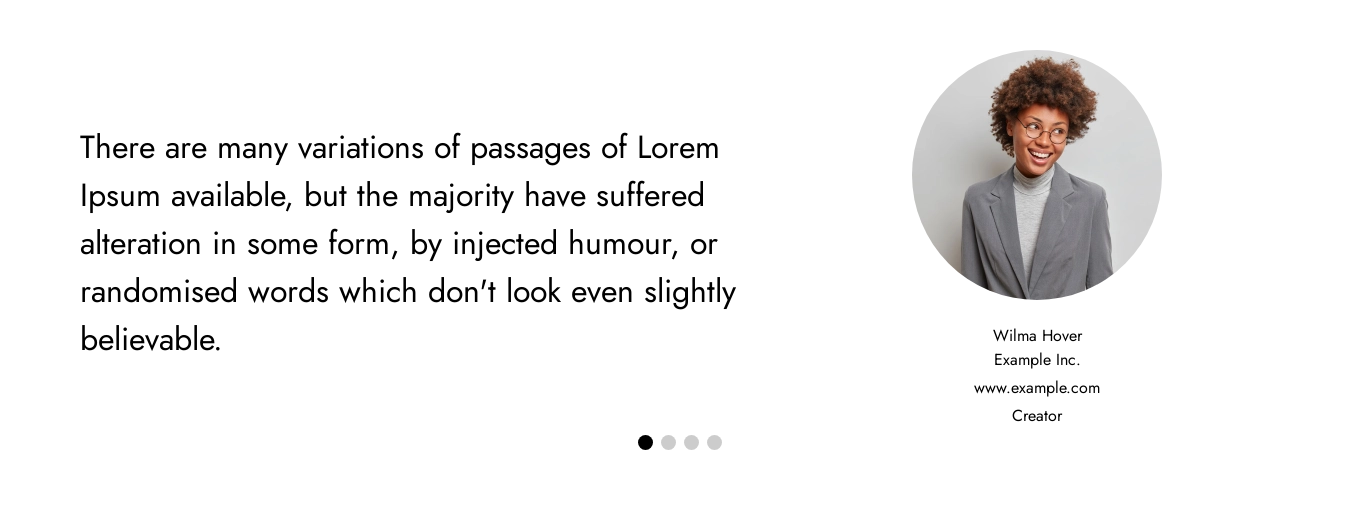 There are many variations of passages of Lorem
Ipsum available, but the majority have suffered
alteration in some form, by injected humour, or
randomised words which don't look even slightly
believable.
Wilma Hover
Example Inc.
www.example.com
Creator